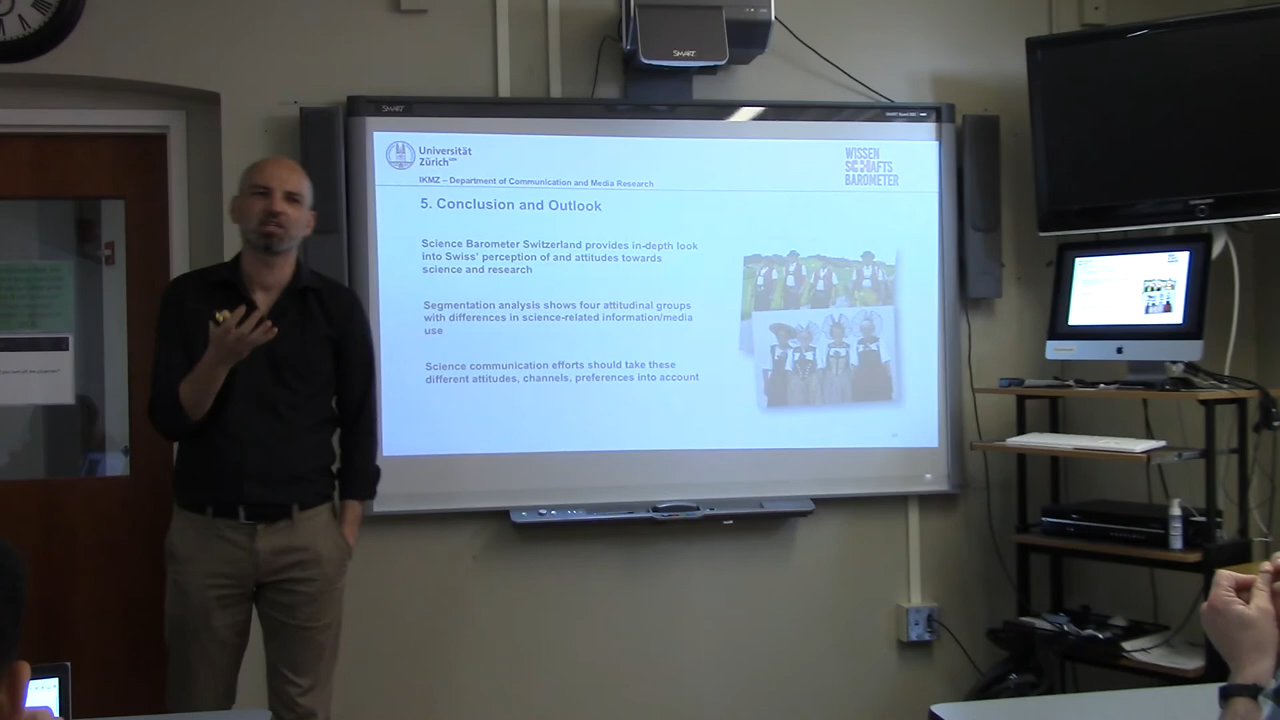 SMART
SMART
Universität
Zürich
WISSEN
SCHAFTS
BAROMETER
IKMZ – Department of Communication and Media Research
5. Conclusion and Outlook
Science Barometer Switzerland provides in-depth look
into Swiss' perception of and attitudes towards
science and research
Segmentation analysis shows four attitudinal groups
with differences in science-related information/media
use
Science communication efforts should take these
different attitudes, channels, preferences into account
SAMSUNG